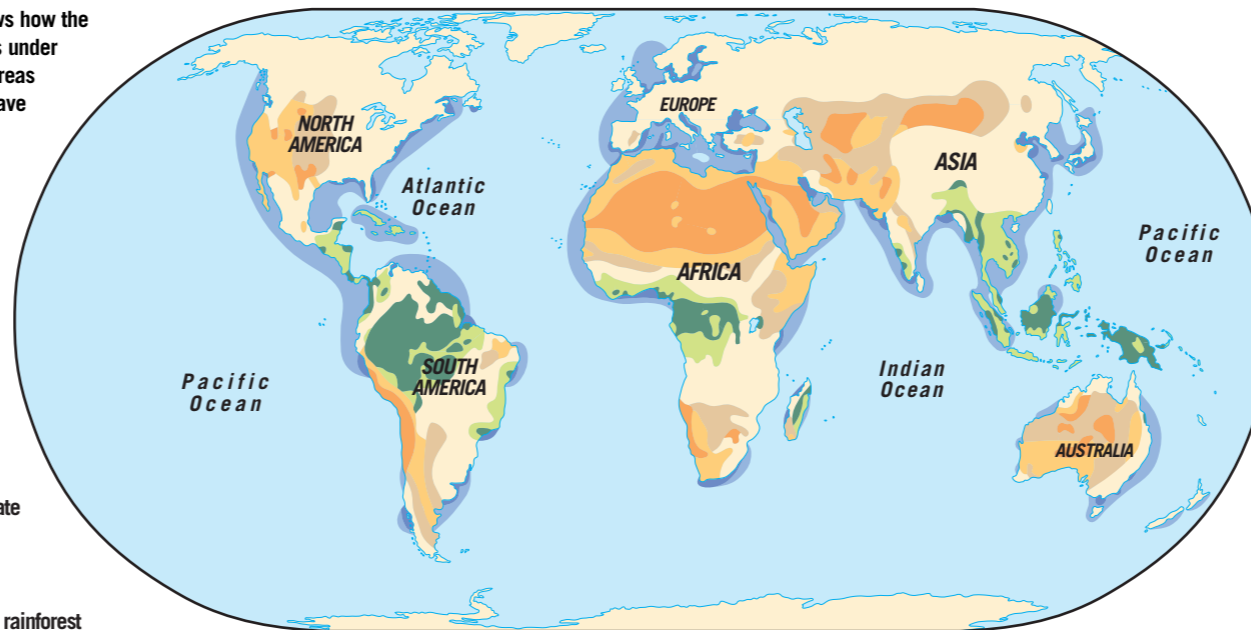 ws how the
s under
reas
ave
ate
rainforest
NORTH
AMERICA
Atlantic
Ocean
EUROPE
ASIA
Pacific
Ocean
AFRICA
SOUTH
AMERICA
Pacific
Ocean
Indian
Ocean
AUSTRALIA